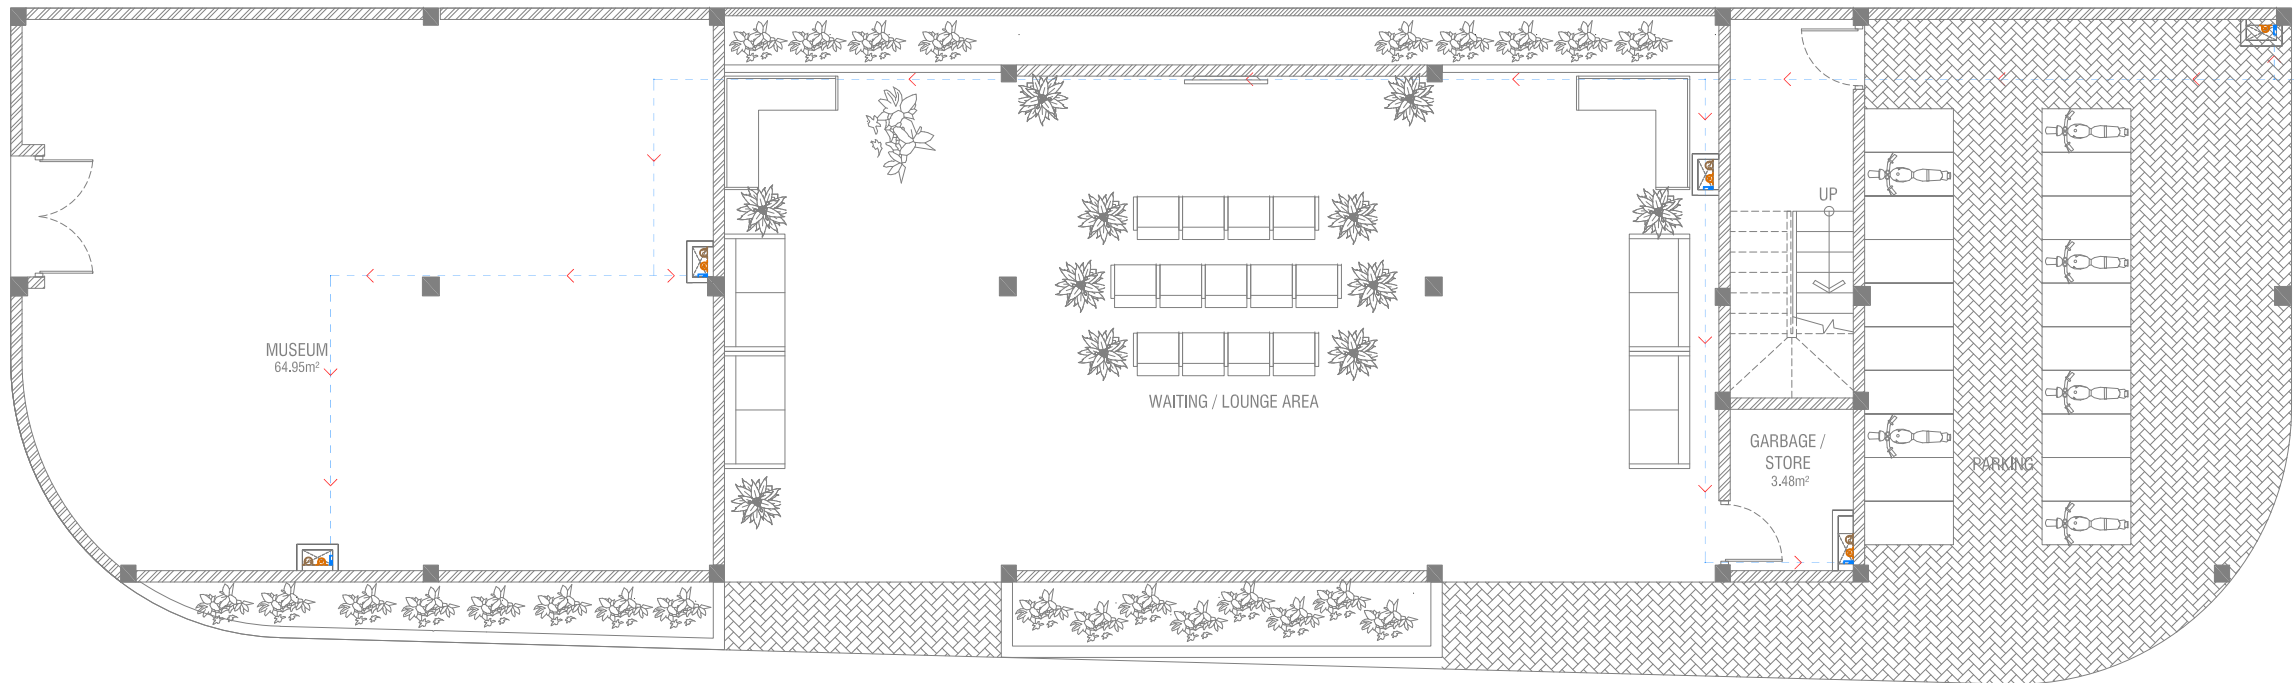 UP
MUSEUM
64.95m²
WAITING / LOUNGE AREA
GARBAGE /
STORE
3.48m²
PARKING